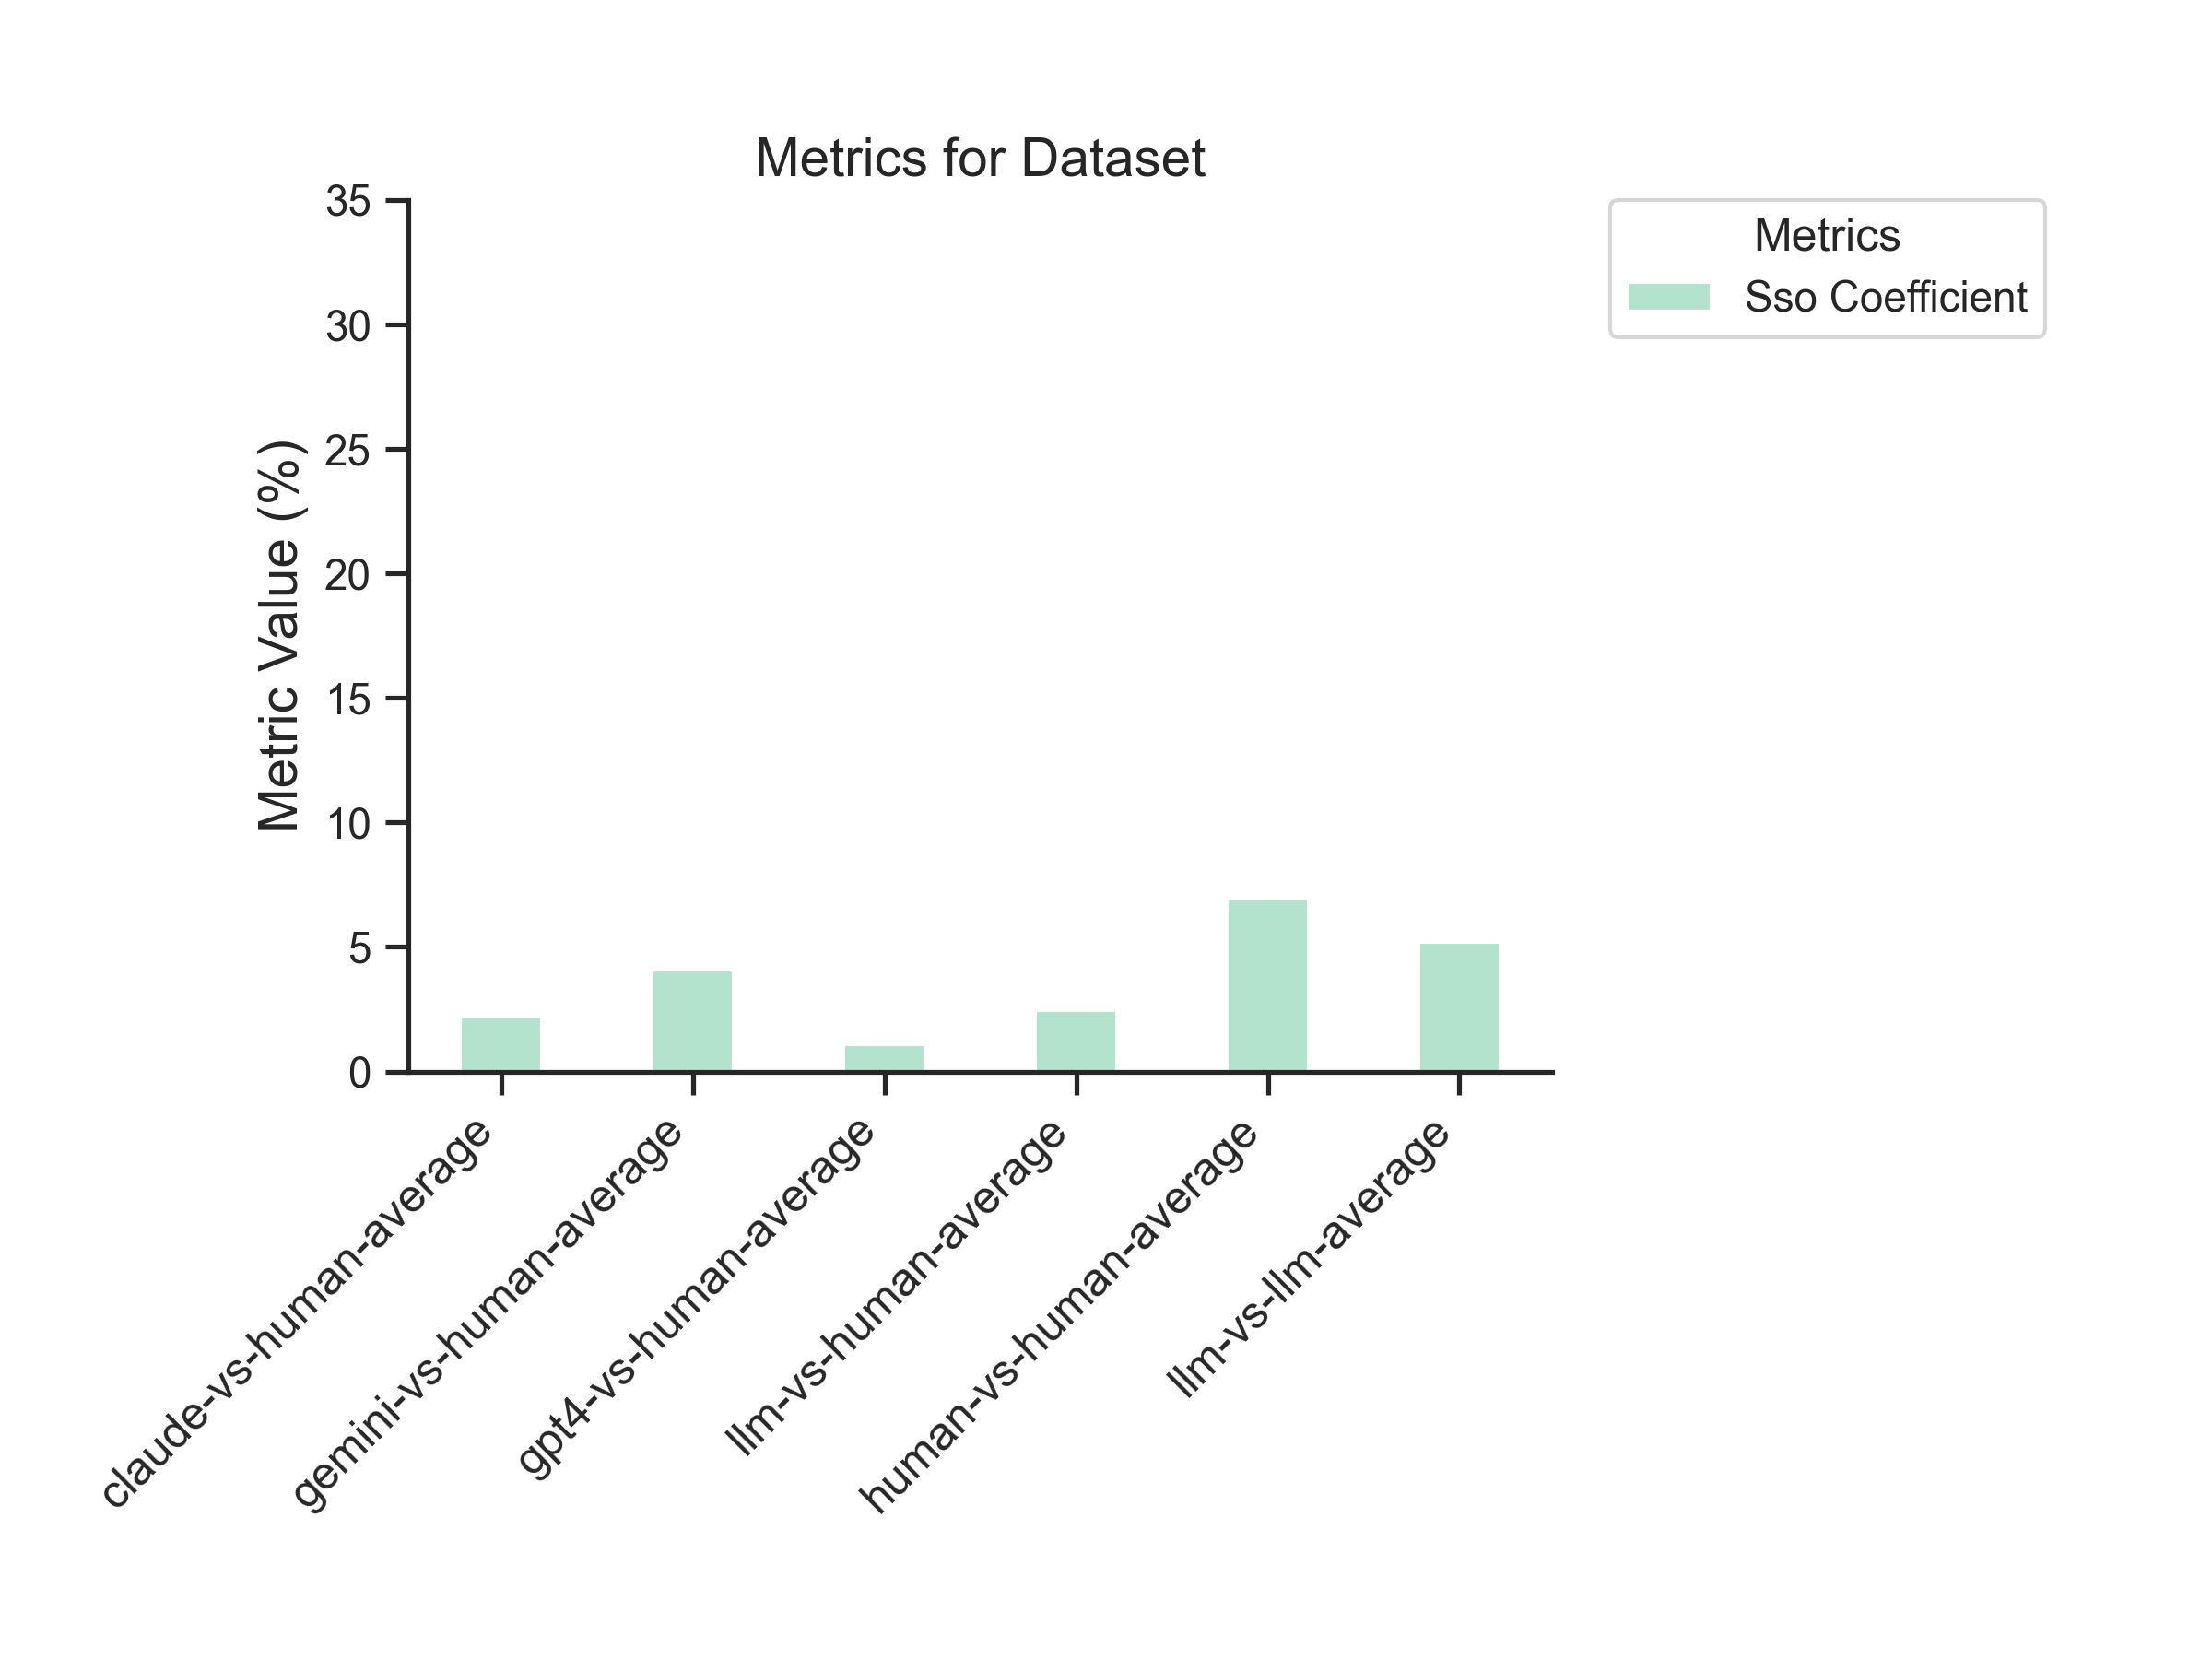 Metrics for Dataset
Metrics
Sso Coefficient
Metric Value (%)
35
30
25
20
15
10
5
0
claude-vs-human-average
gemini-vs-human-average
gpt4-vs-human-average
llm-vs-human-average
human-vs-human-average
llm-vs-llm-average